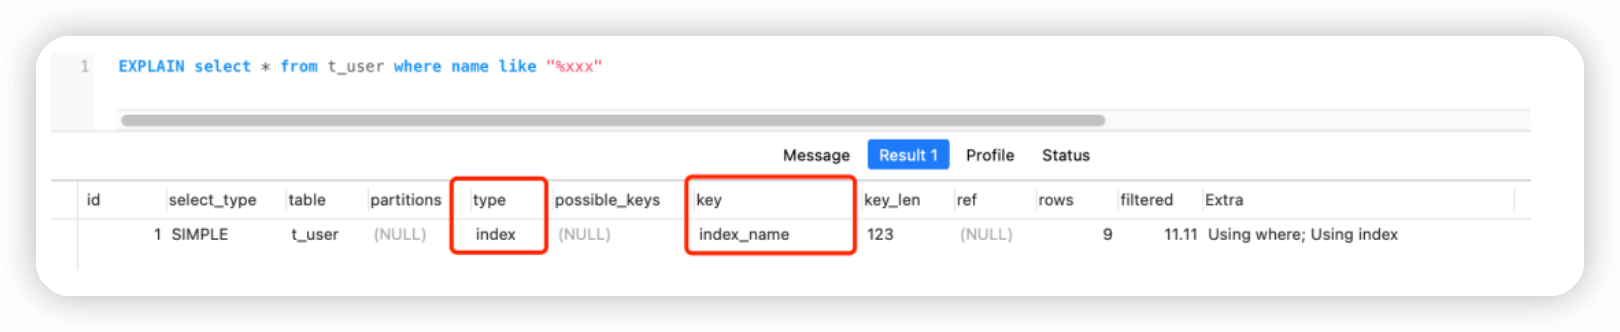 1 EXPLAIN select * from t_user where name like "%xxx"
Message Result 1 Profile Status
id select_type table partitions type possible_keys key key_len ref rows filtered Extra
1 SIMPLE t_user (NULL) index (NULL) index_name 123 (NULL) 9 11.11 Using where; Using index